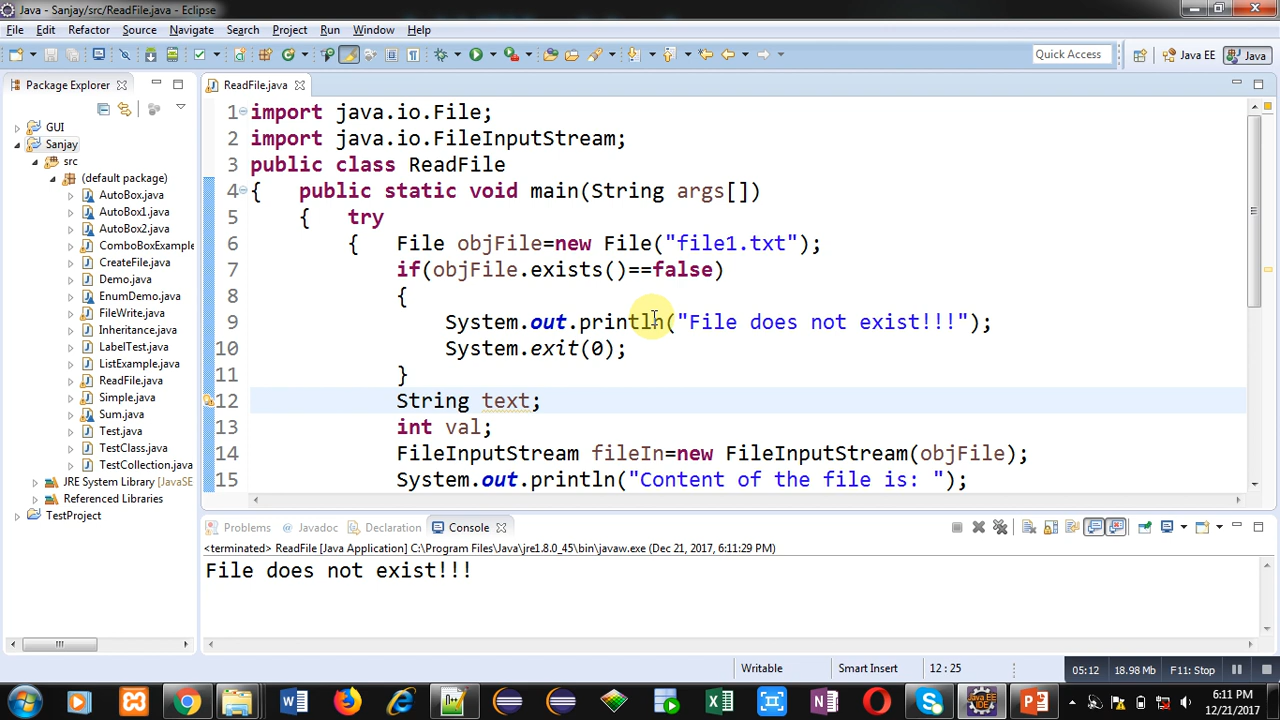 Java - Sanjay/src/ReadFile.java - Eclipse
File Edit Refactor Source Navigate Search Project Run Window Help
Quick Access Java EE Java
Package Explorer
GUI
Sanjay
src
(default package)
AutoBox.java
AutoBox1.java
AutoBox2.java
ComboBoxExample
CreateFile.java
Demo.java
EnumDemo.java
FileWrite.java
Inheritance.java
LabelTest.java
ListExample.java
ReadFile.java
Simple.java
Sum.java
Test.java
TestClass.java
TestCollection.java
JRE System Library [JavaSE
Referenced Libraries
TestProject
ReadFile.java
1 import java.io.File;
2 import java.io.FileInputStream;
3 public class ReadFile
4 { public static void main(String args[])
5 { try
6 { File objFile=new File("file1.txt");
7 if(objFile.exists()==false)
8 {
9 System.out.println("File does not exist!!!");
10 System.exit(0);
11 }
12 String text;
13 int val;
14 FileInputStream fileIn=new FileInputStream(objFile);
15 System.out.println("Content of the file is: ");
Problems Javadoc Declaration Console
<terminated> ReadFile [Java Application] C:\Program Files\Java\jre1.8.0_45\bin\javaw.exe (Dec 21, 2017, 6:11:29 PM)
File does not exist!!!
Writable Smart Insert 12 : 25 05:12 18.98 Mb F11: Stop
6:11 PM
12/21/2017